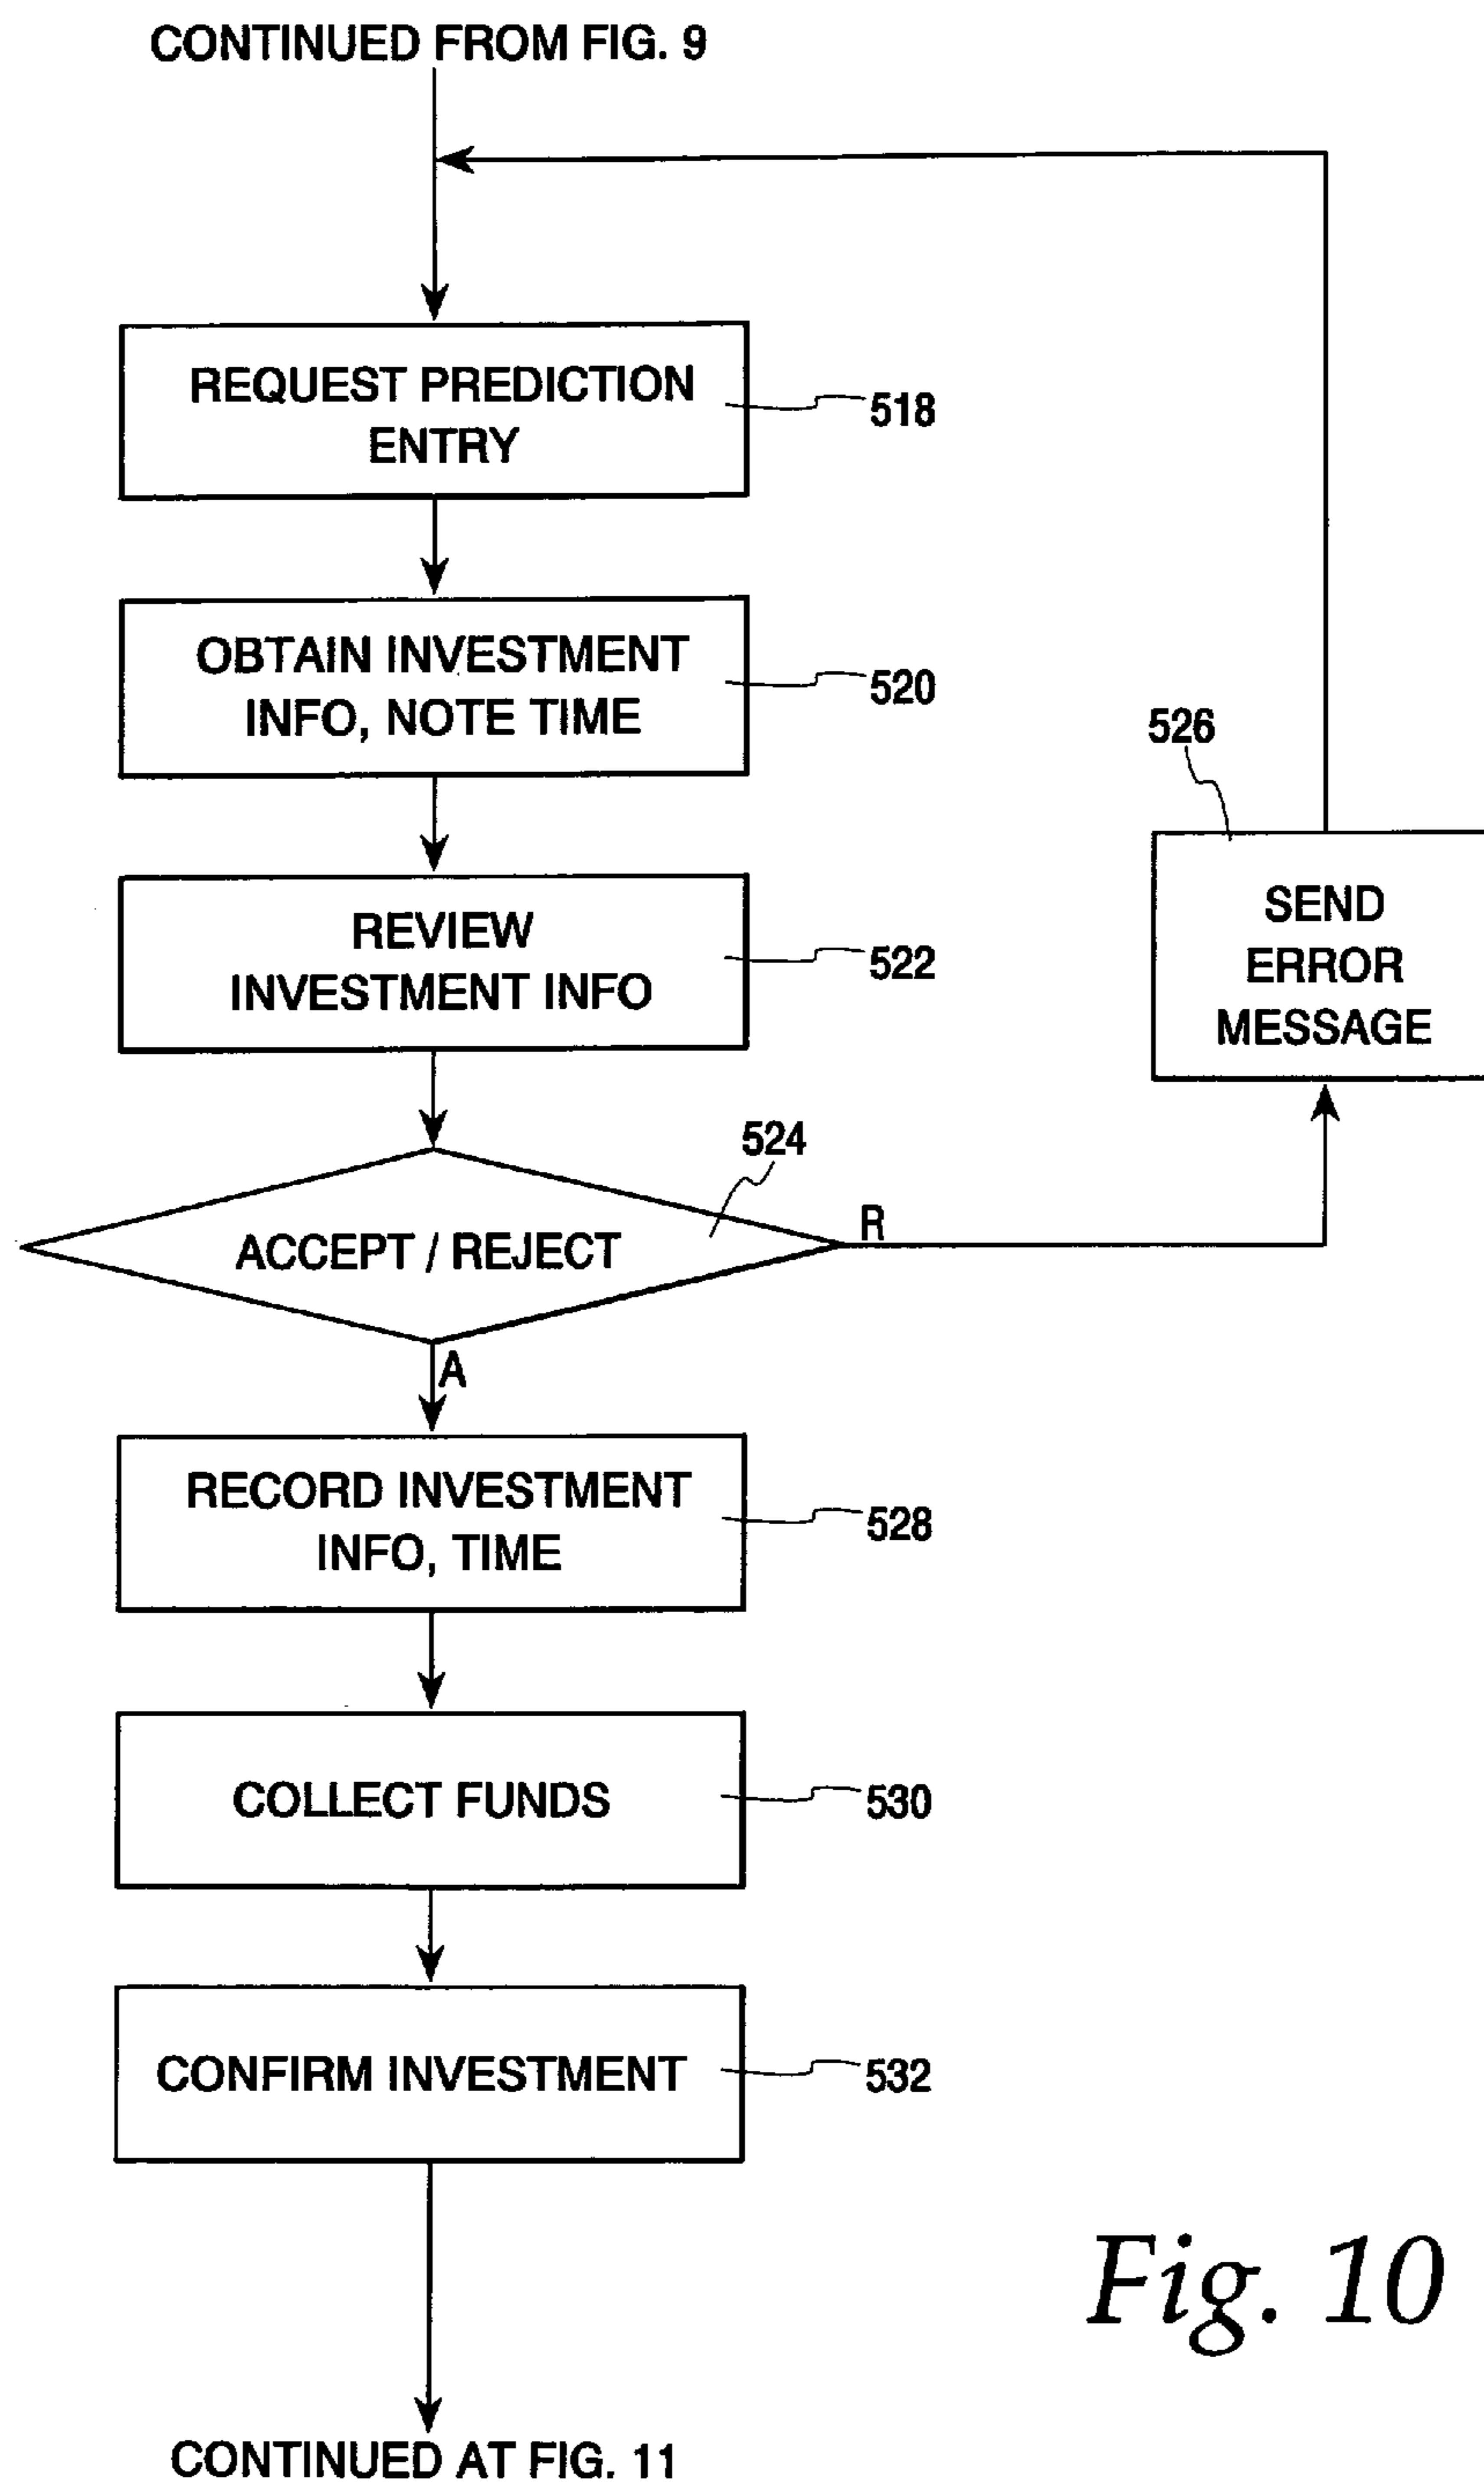 CONTINUED FROM FIG. 9
REQUEST PREDICTION
ENTRY
518
OBTAIN INVESTMENT
INFO, NOTE TIME
520
REVIEW
INVESTMENT INFO
522
526
SEND
ERROR
MESSAGE
524
ACCEPT / REJECT
R
A
RECORD INVESTMENT
INFO, TIME
528
COLLECT FUNDS
530
CONFIRM INVESTMENT
532
Fig. 10
CONTINUED AT FIG. 11